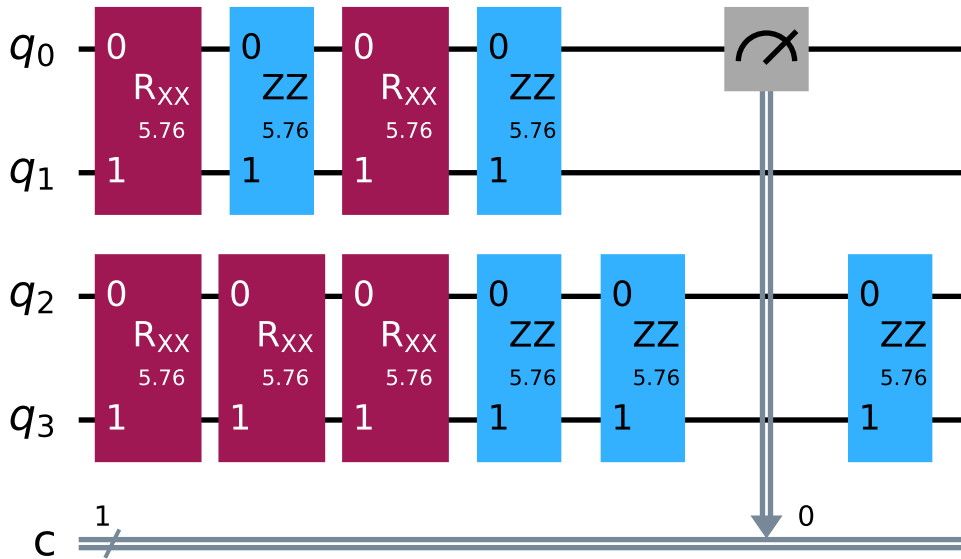 q0 0 0 0 0
RXX ZZ RXX ZZ
5.76 5.76 5.76 5.76
q1 1 1 1 1
q2 0 0 0 0 0 0
RXX RXX RXX ZZ ZZ ZZ
5.76 5.76 5.76 5.76 5.76 5.76
q3 1 1 1 1 1 1
1 0
c